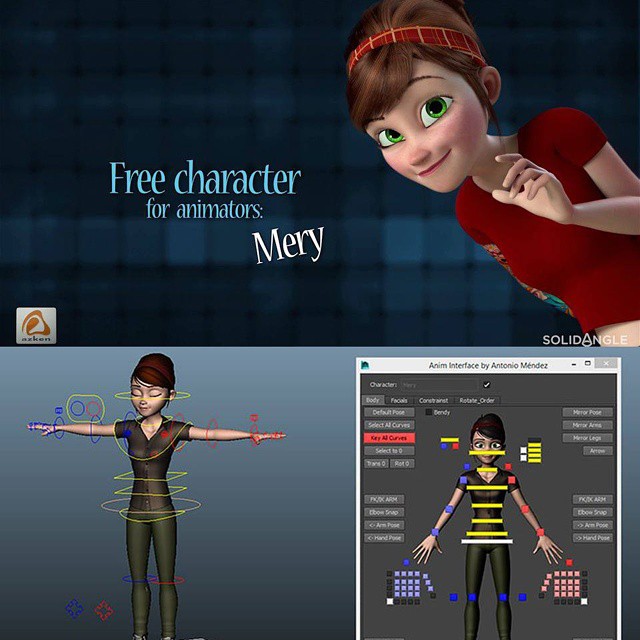 Free character
for animators:
Mery
azken
SOLIDANGLE
Anim Interface by Antonio Méndez
Character: Mery
Body Facials Constraint Rotate_Order
Default Pose Bendy Mirror Pose
Select All Curves Mirror Arms
Key All Curves Mirror Legs
Select to 0 Arrow
Trans 0 Rot 0
FK/IK ARM FK/IK ARM
Elbow Snap Elbow Snap
<- Arm Pose -> Arm Pose
<- Hand Pose -> Hand Pose